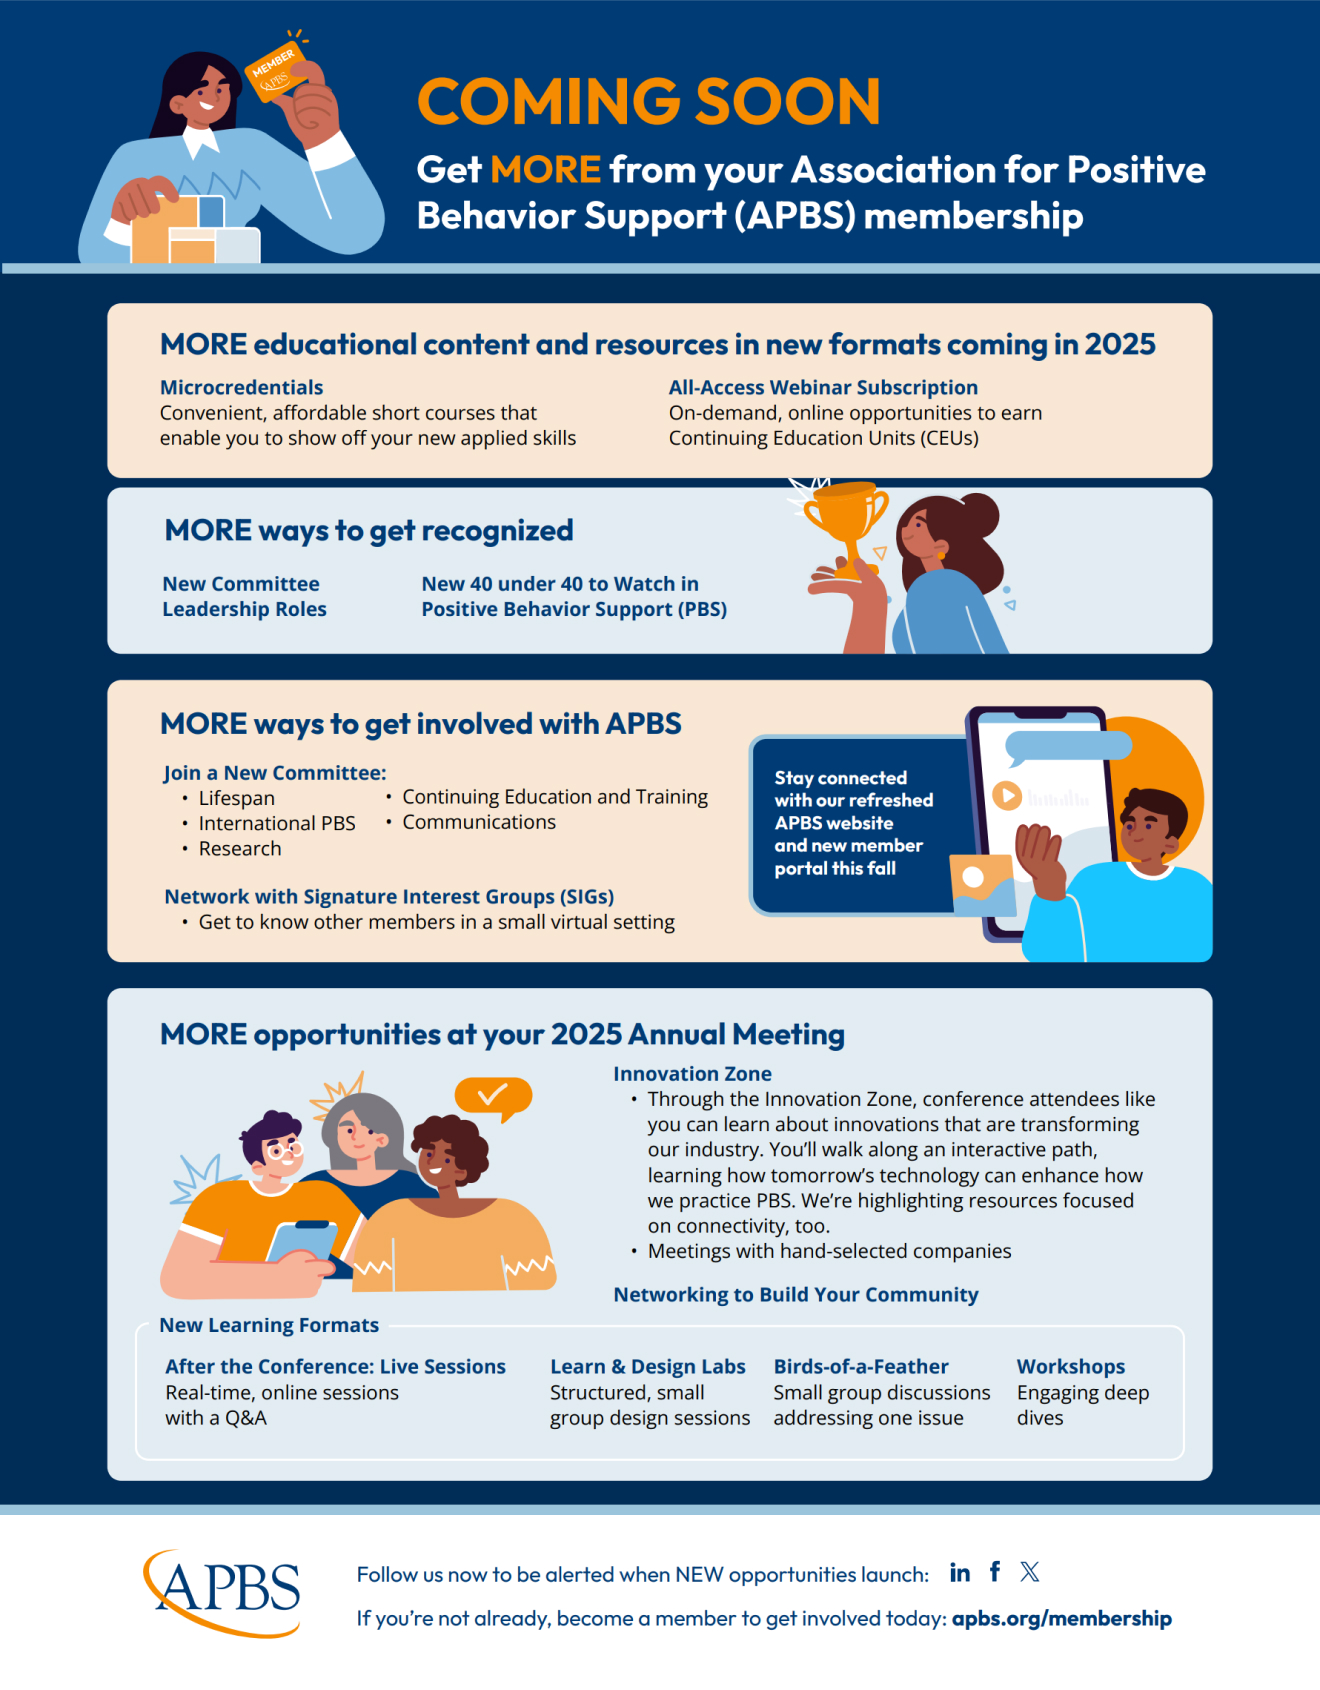 MEMBER
APBS
COMING SOON
Get MORE from your Association for Positive
Behavior Support (APBS) membership
MORE educational content and resources in new formats coming in 2025
Microcredentials
Convenient, affordable short courses that
enable you to show off your new applied skills
All-Access Webinar Subscription
On-demand, online opportunities to earn
Continuing Education Units (CEUs)
MORE ways to get recognized
New Committee
Leadership Roles
New 40 under 40 to Watch in
Positive Behavior Support (PBS)
MORE ways to get involved with APBS
Join a New Committee:
• Lifespan
• International PBS
• Research
• Continuing Education and Training
• Communications
Network with Signature Interest Groups (SIGs)
• Get to know other members in a small virtual setting
Stay connected
with our refreshed
APBS website
and new member
portal this fall
MORE opportunities at your 2025 Annual Meeting
Innovation Zone
• Through the Innovation Zone, conference attendees like
you can learn about innovations that are transforming
our industry. You’ll walk along an interactive path,
learning how tomorrow’s technology can enhance how
we practice PBS. We’re highlighting resources focused
on connectivity, too.
• Meetings with hand-selected companies
Networking to Build Your Community
New Learning Formats
After the Conference: Live Sessions
Real-time, online sessions
with a Q&A
Learn & Design Labs
Structured, small
group design sessions
Birds-of-a-Feather
Small group discussions
addressing one issue
Workshops
Engaging deep
dives
APBS
Follow us now to be alerted when NEW opportunities launch: in f X
If you’re not already, become a member to get involved today: apbs.org/membership